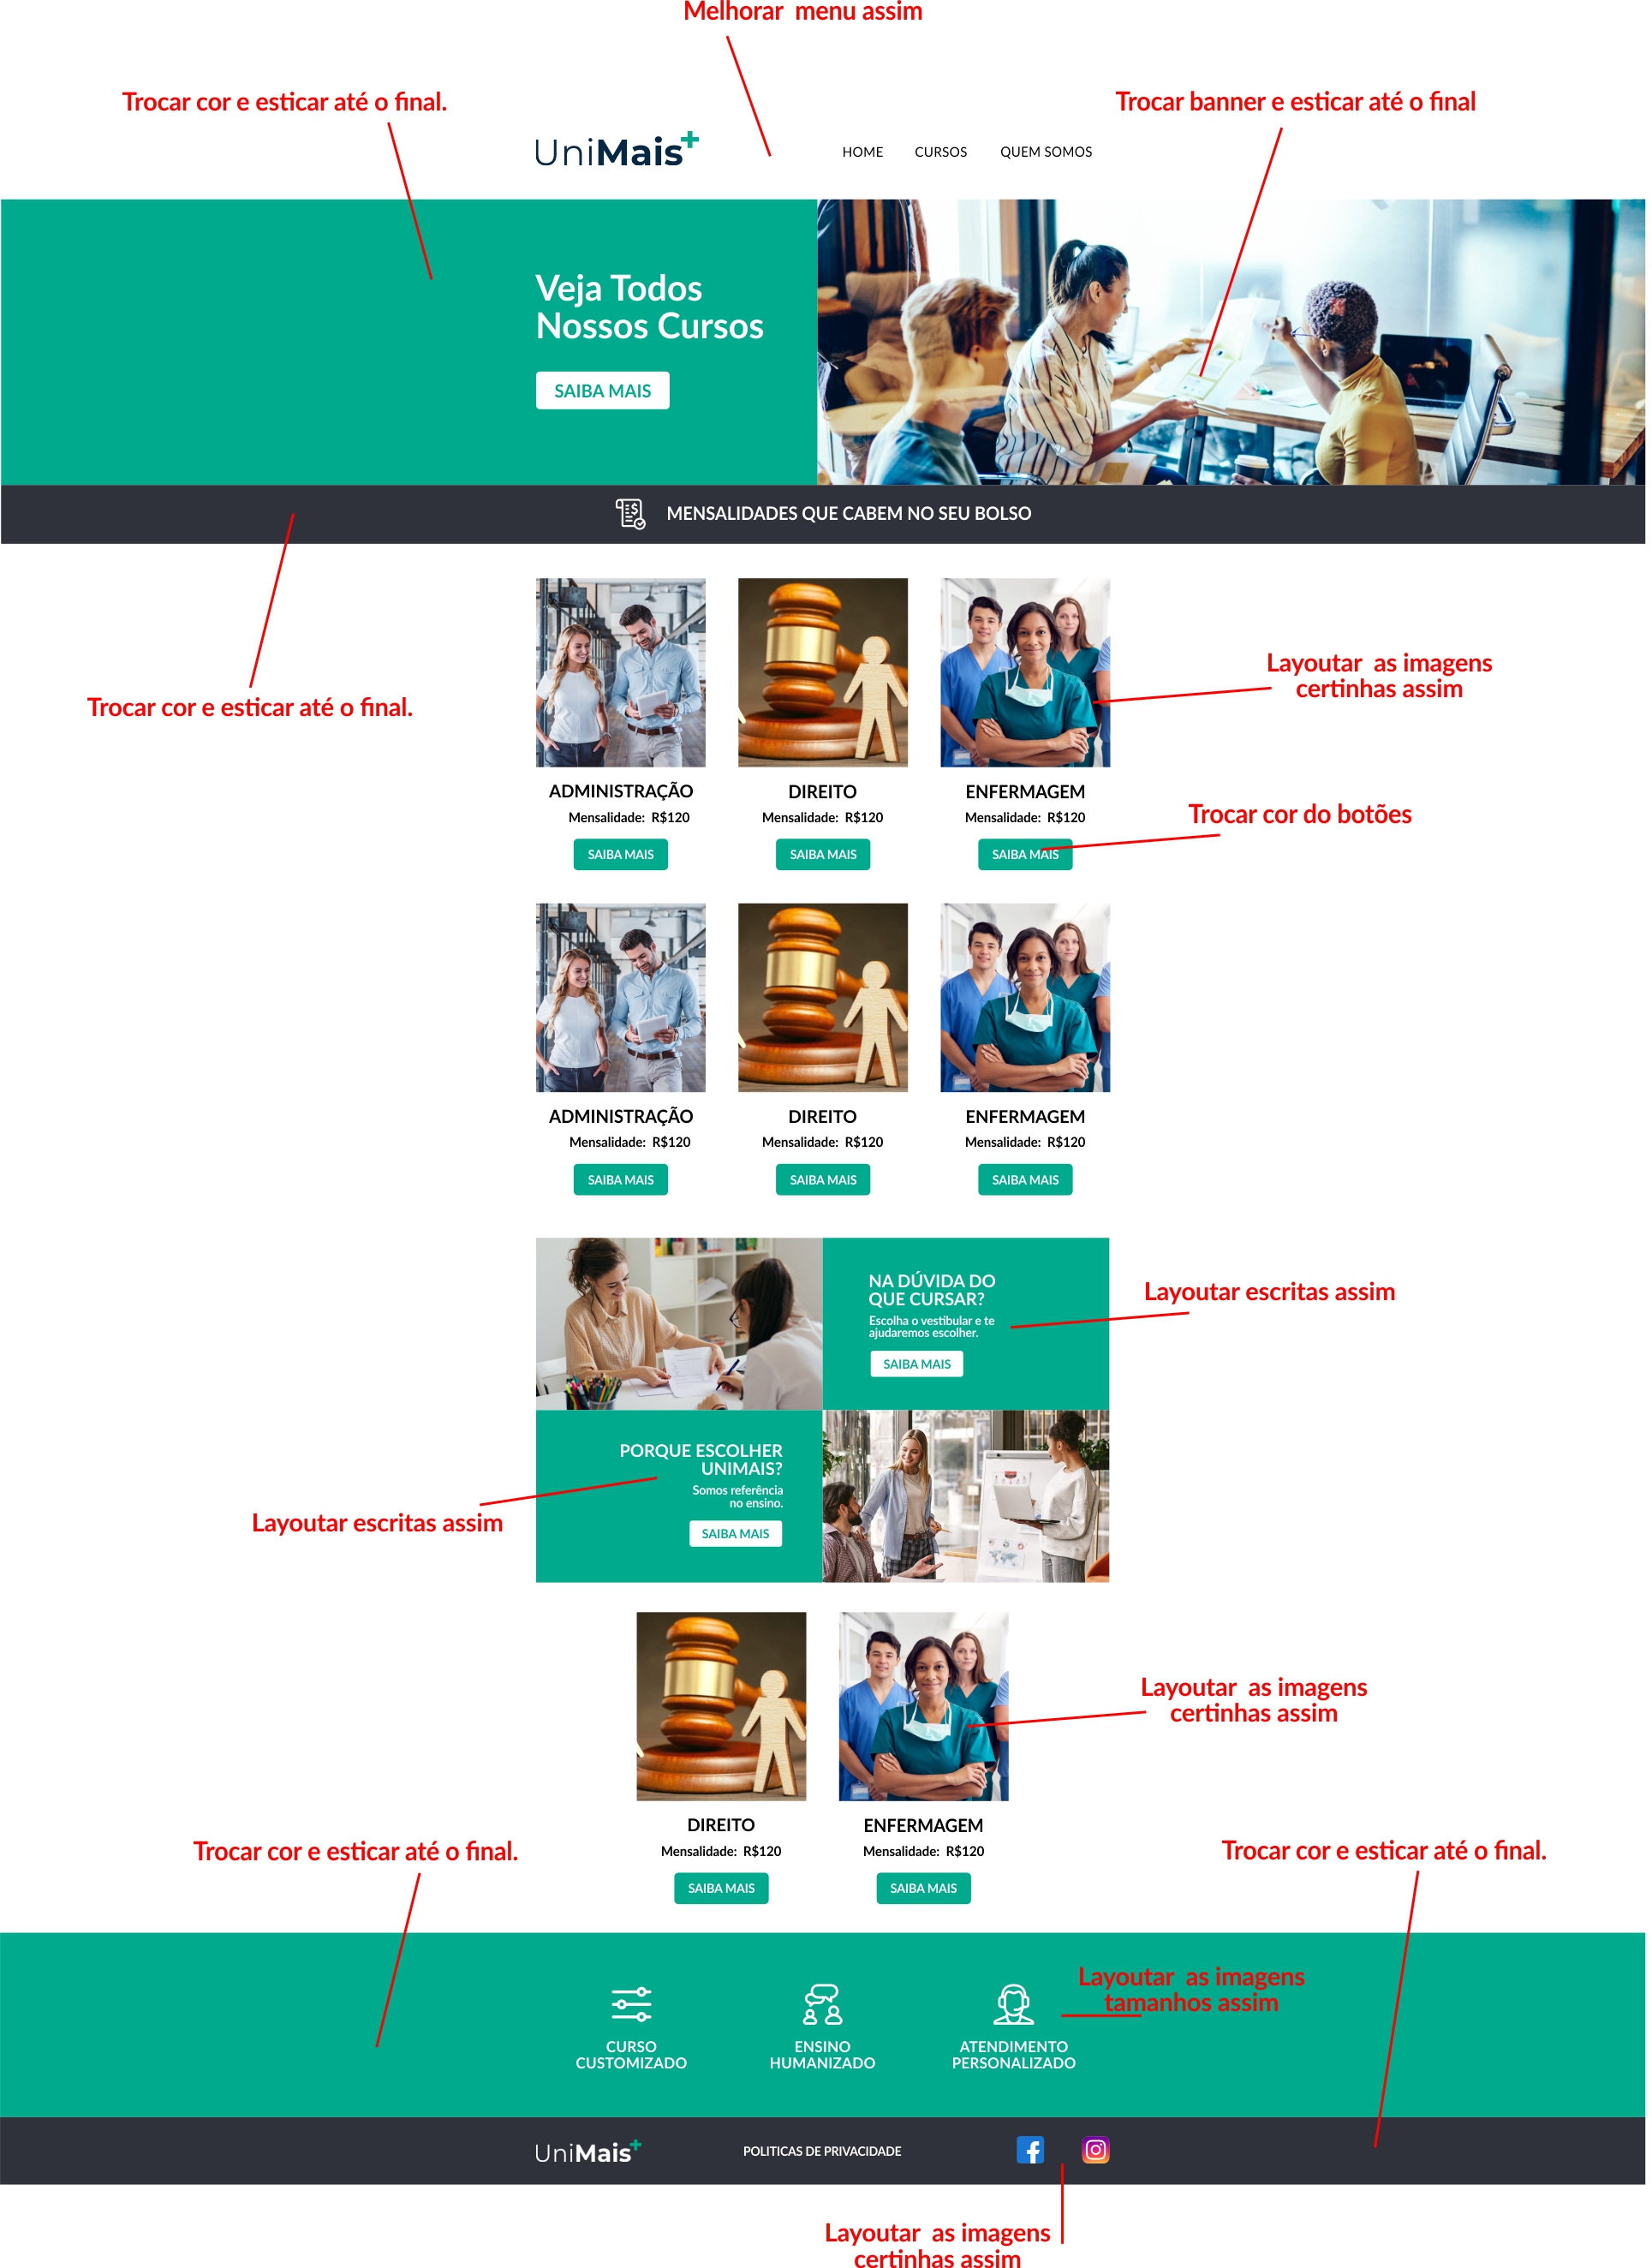 Melhorar menu assim
Trocar cor e esticar até o final.
Trocar banner e esticar até o final
UniMais+
HOME CURSOS QUEM SOMOS
Veja Todos
Nossos Cursos
SAIBA MAIS
MENSALIDADES QUE CABEM NO SEU BOLSO
Trocar cor e esticar até o final.
Layoutar as imagens
certinhas assim
ADMINISTRAÇÃO DIREITO ENFERMAGEM
Mensalidade: R$120 Mensalidade: R$120 Mensalidade: R$120
SAIBA MAIS SAIBA MAIS SAIBA MAIS
Trocar cor do botões
ADMINISTRAÇÃO DIREITO ENFERMAGEM
Mensalidade: R$120 Mensalidade: R$120 Mensalidade: R$120
SAIBA MAIS SAIBA MAIS SAIBA MAIS
NA DÚVIDA DO
QUE CURSAR?
Escolha o vestibular e te
ajudaremos escolher.
SAIBA MAIS
Layoutar escritas assim
PORQUE ESCOLHER
UNIMAIS?
Somos referência
no ensino.
SAIBA MAIS
Layoutar escritas assim
Layoutar as imagens
certinhas assim
DIREITO ENFERMAGEM
Mensalidade: R$120 Mensalidade: R$120
SAIBA MAIS SAIBA MAIS
Trocar cor e esticar até o final.
Trocar cor e esticar até o final.
Layoutar as imagens
tamanhos assim
CURSO
CUSTOMIZADO
ENSINO
HUMANIZADO
ATENDIMENTO
PERSONALIZADO
UniMais+
POLITICAS DE PRIVACIDADE
Layoutar as imagens
certinhas assim